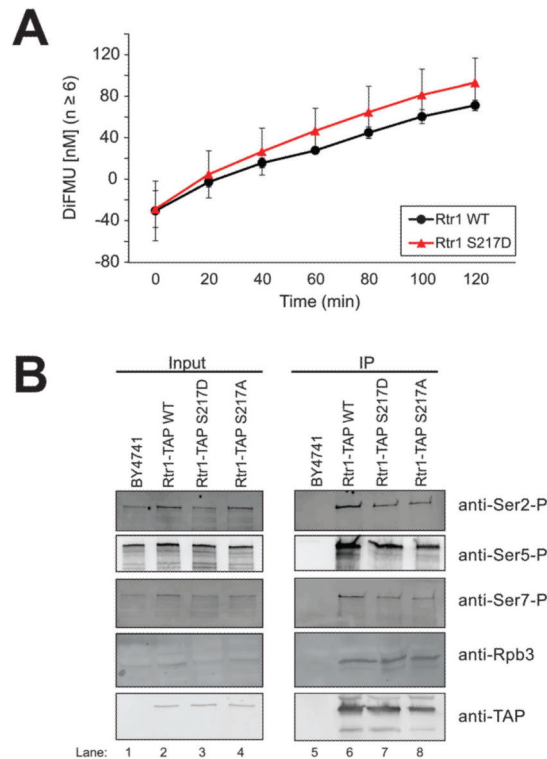 A
DiFMU [nM] (n ≥ 6)
120
80
40
0
-40
-80
Rtr1 WT
Rtr1 S217D
0 20 40 60 80 100 120
Time (min)
B
Input IP
BY4741 Rtr1-TAP WT Rtr1-TAP S217D Rtr1-TAP S217A BY4741 Rtr1-TAP WT Rtr1-TAP S217D Rtr1-TAP S217A
anti-Ser2-P
anti-Ser5-P
anti-Ser7-P
anti-Rpb3
anti-TAP
Lane: 1 2 3 4 5 6 7 8